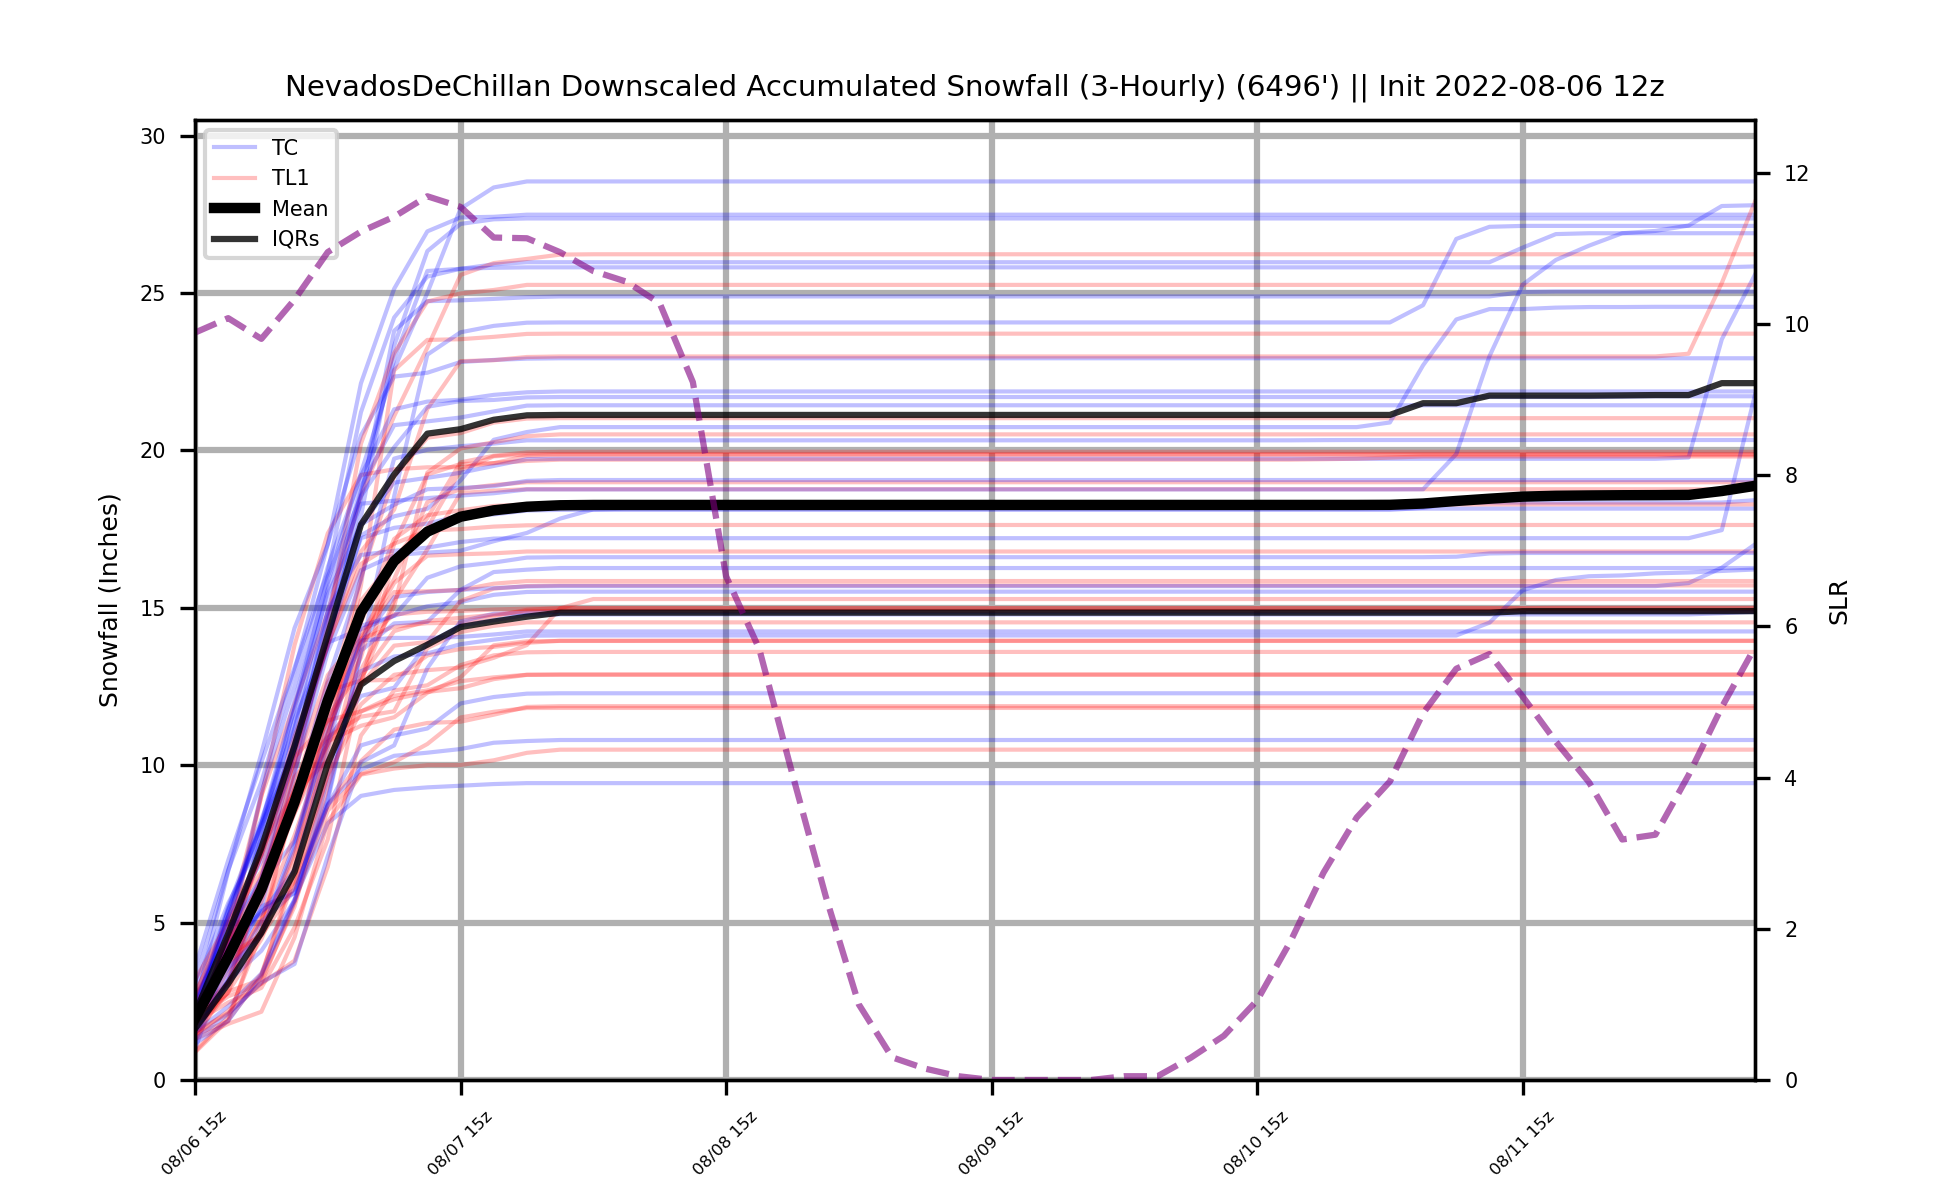 NevadosDeChillan Downscaled Accumulated Snowfall (3-Hourly) (6496') || Init 2022-08-06 12z
TC
TL1
Mean
IQRs
30
25
20
15
10
5
0
Snowfall (Inches)
12
10
8
6
4
2
0
SLR
08/06 15z
08/07 15z
08/08 15z
08/09 15z
08/10 15z
08/11 15z